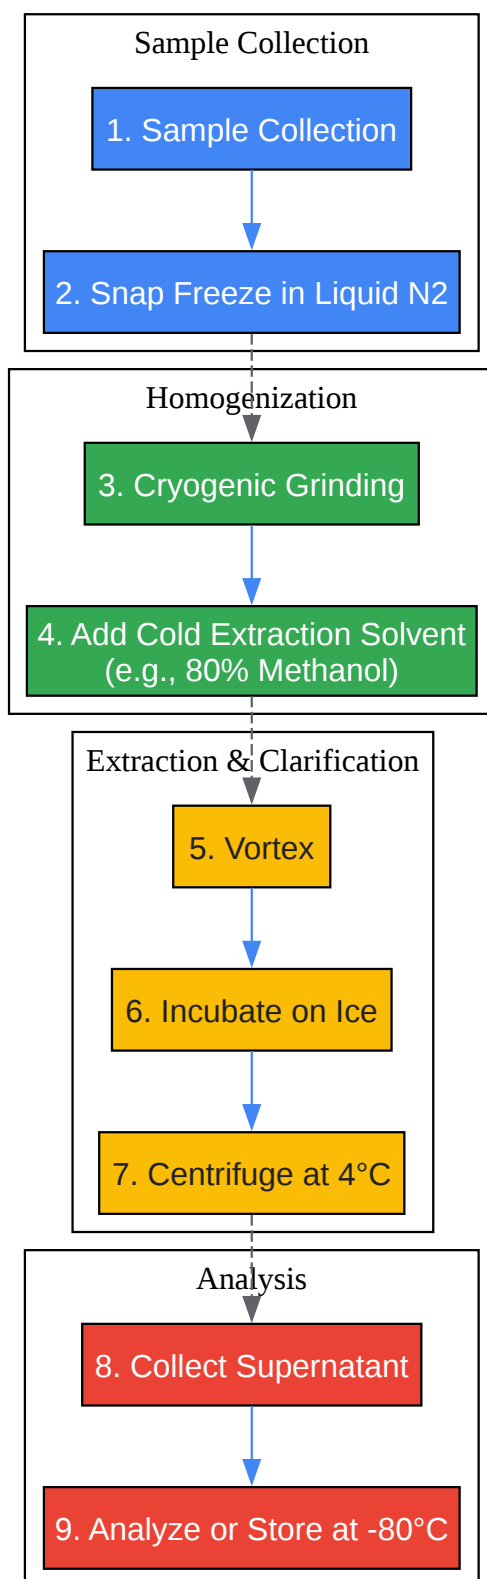 Sample Collection
1. Sample Collection
2. Snap Freeze in Liquid N2
Homogenization
3. Cryogenic Grinding
4. Add Cold Extraction Solvent
(e.g., 80% Methanol)
Extraction & Clarification
5. Vortex
6. Incubate on Ice
7. Centrifuge at 4°C
Analysis
8. Collect Supernatant
9. Analyze or Store at -80°C